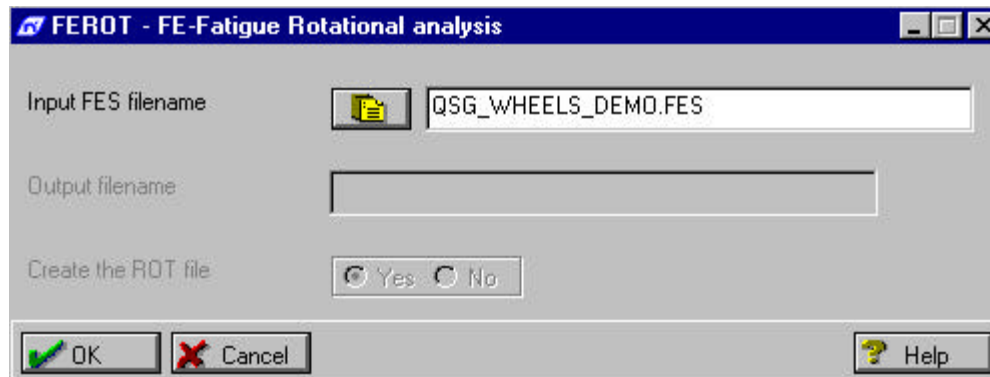 FEROT - FE-Fatigue Rotational analysis
Input FES filename
QSG_WHEELS_DEMO.FES
Output filename
Create the ROT file
Yes No
OK Cancel Help